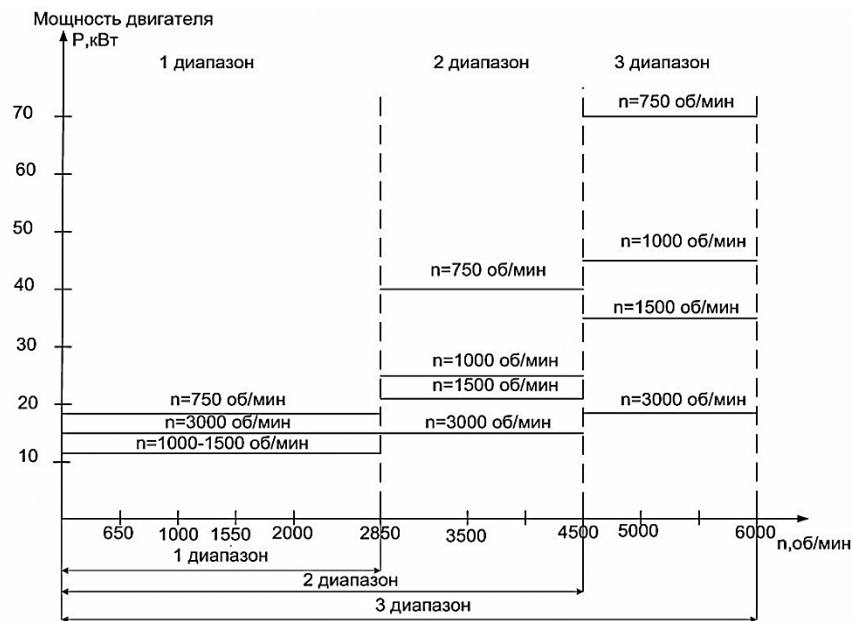 Мощность двигателя
P,кВт
1 диапазон
2 диапазон
3 диапазон
70
n=750 об/мин
60
50
n=1000 об/мин
40
n=750 об/мин
n=1500 об/мин
30
n=1000 об/мин
n=1500 об/мин
20
n=750 об/мин
n=3000 об/мин
n=3000 об/мин
n=3000 об/мин
n=1000-1500 об/мин
10
650
1000
1550
2000
2850
3500
4500
5000
6000
n,об/мин
1 диапазон
2 диапазон
3 диапазон